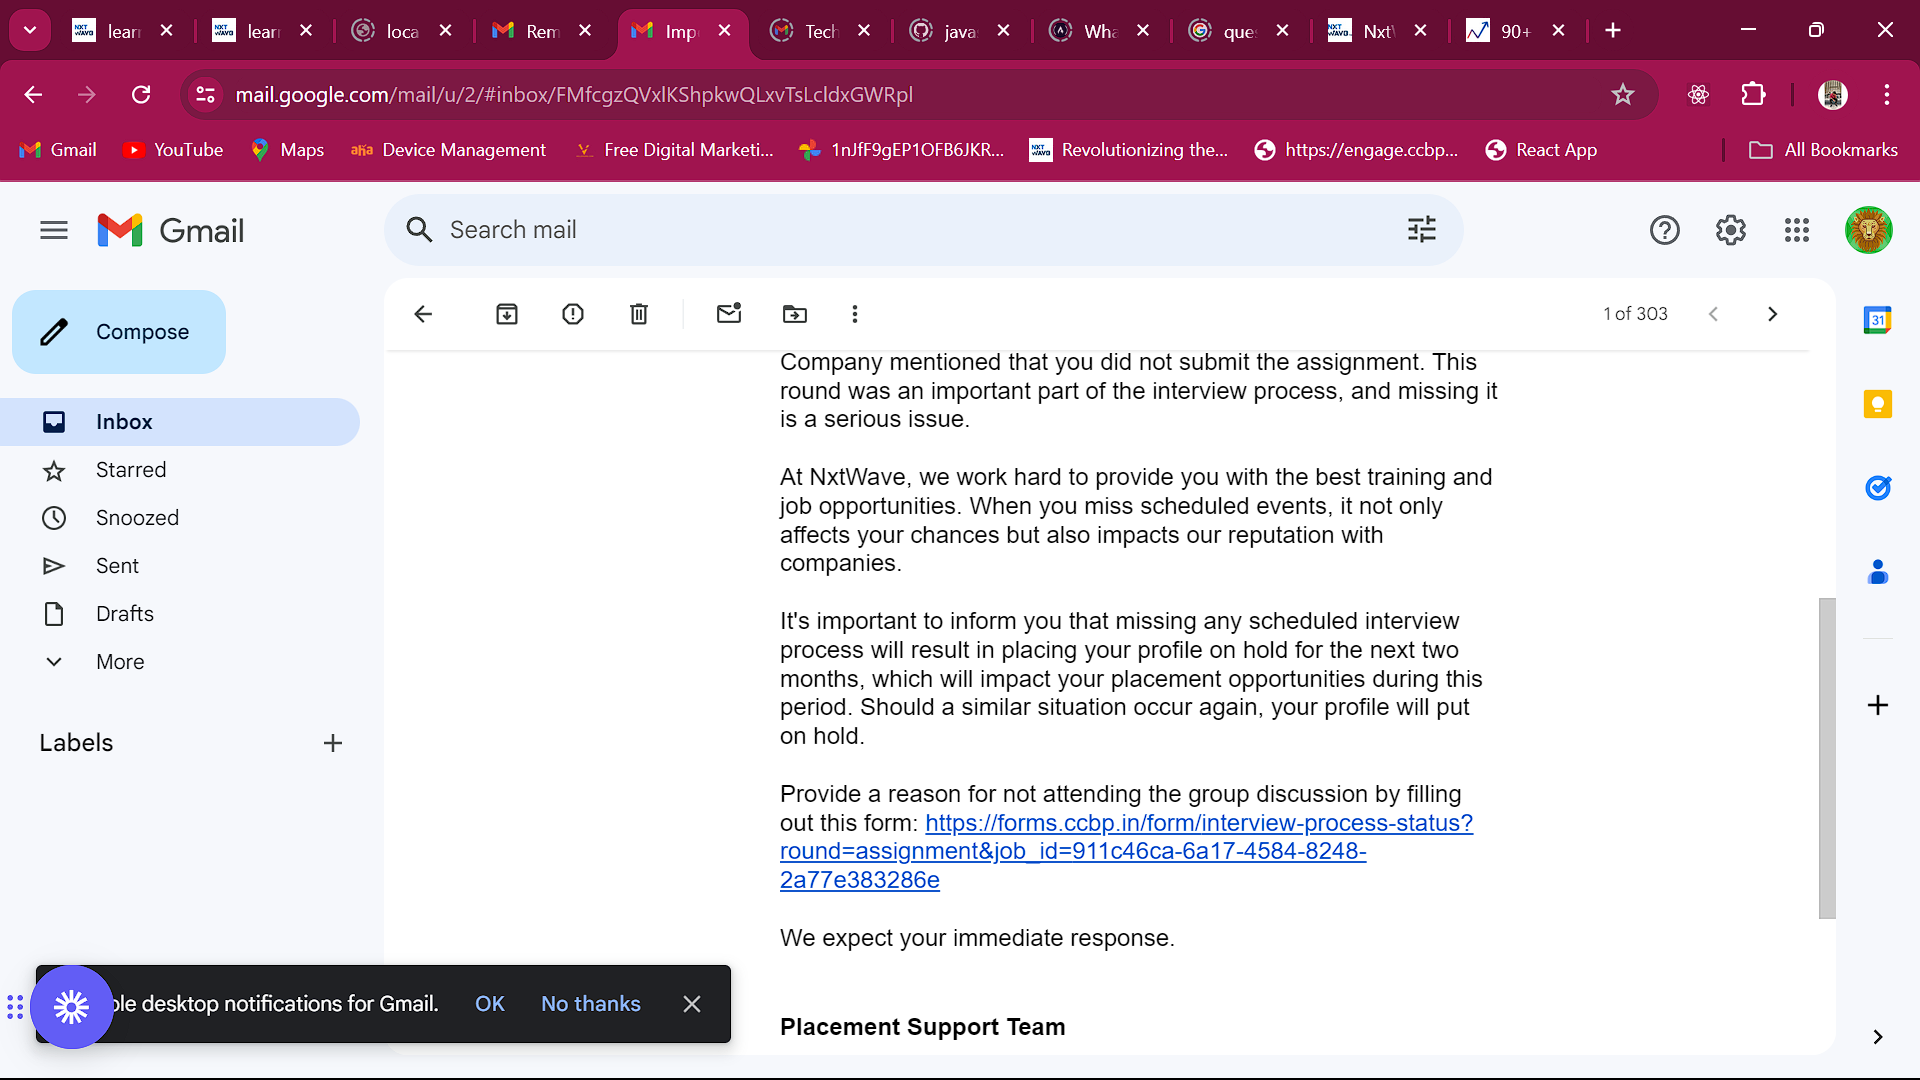 lear
lear
loca
Rem
Imp
Tech
java
Wha
que
Nxt
90+
mail.google.com/mail/u/2/#inbox/FMfcgzQVxlKShpkwQLxvTsLcldxGWRpl
Gmail
YouTube
Maps
Device Management
Free Digital Marketi...
1nJfF9gEP1OFB6JKR...
Revolutionizing the...
https://engage.ccbp...
React App
All Bookmarks
Gmail
Search mail
Compose
1 of 303
31
Inbox
Starred
Snoozed
Sent
Drafts
More
Labels
Company mentioned that you did not submit the assignment. This
round was an important part of the interview process, and missing it
is a serious issue.
At NxtWave, we work hard to provide you with the best training and
job opportunities. When you miss scheduled events, it not only
affects your chances but also impacts our reputation with
companies.
It's important to inform you that missing any scheduled interview
process will result in placing your profile on hold for the next two
months, which will impact your placement opportunities during this
period. Should a similar situation occur again, your profile will put
on hold.
Provide a reason for not attending the group discussion by filling
out this form: https://forms.ccbp.in/form/interview-process-status?
round=assignment&job_id=911c46ca-6a17-4584-8248-
2a77e383286e
We expect your immediate response.
Placement Support Team
ble desktop notifications for Gmail. OK No thanks